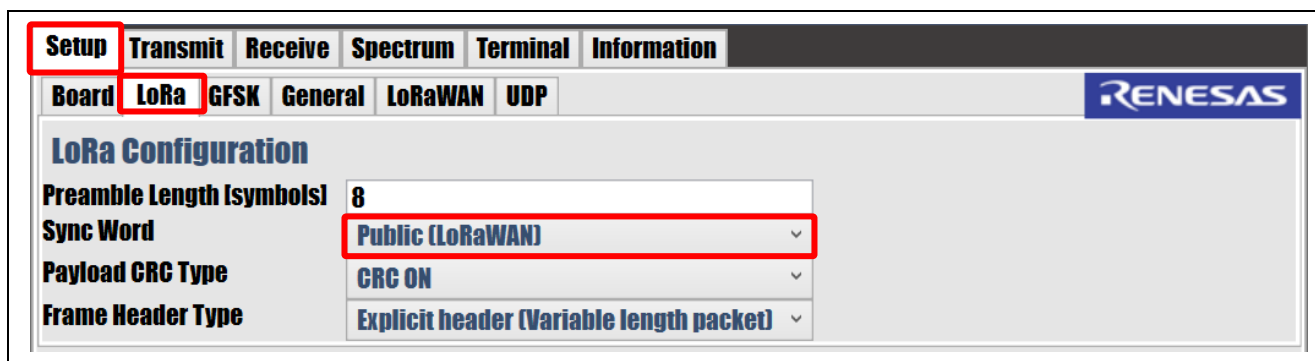 Setup Transmit Receive Spectrum Terminal Information
Board LoRa GFSK General LoRaWAN UDP RENESAS
LoRa Configuration
Preamble Length [symbols] 8
Sync Word Public (LoRaWAN)
Payload CRC Type CRC ON
Frame Header Type Explicit header (Variable length packet)